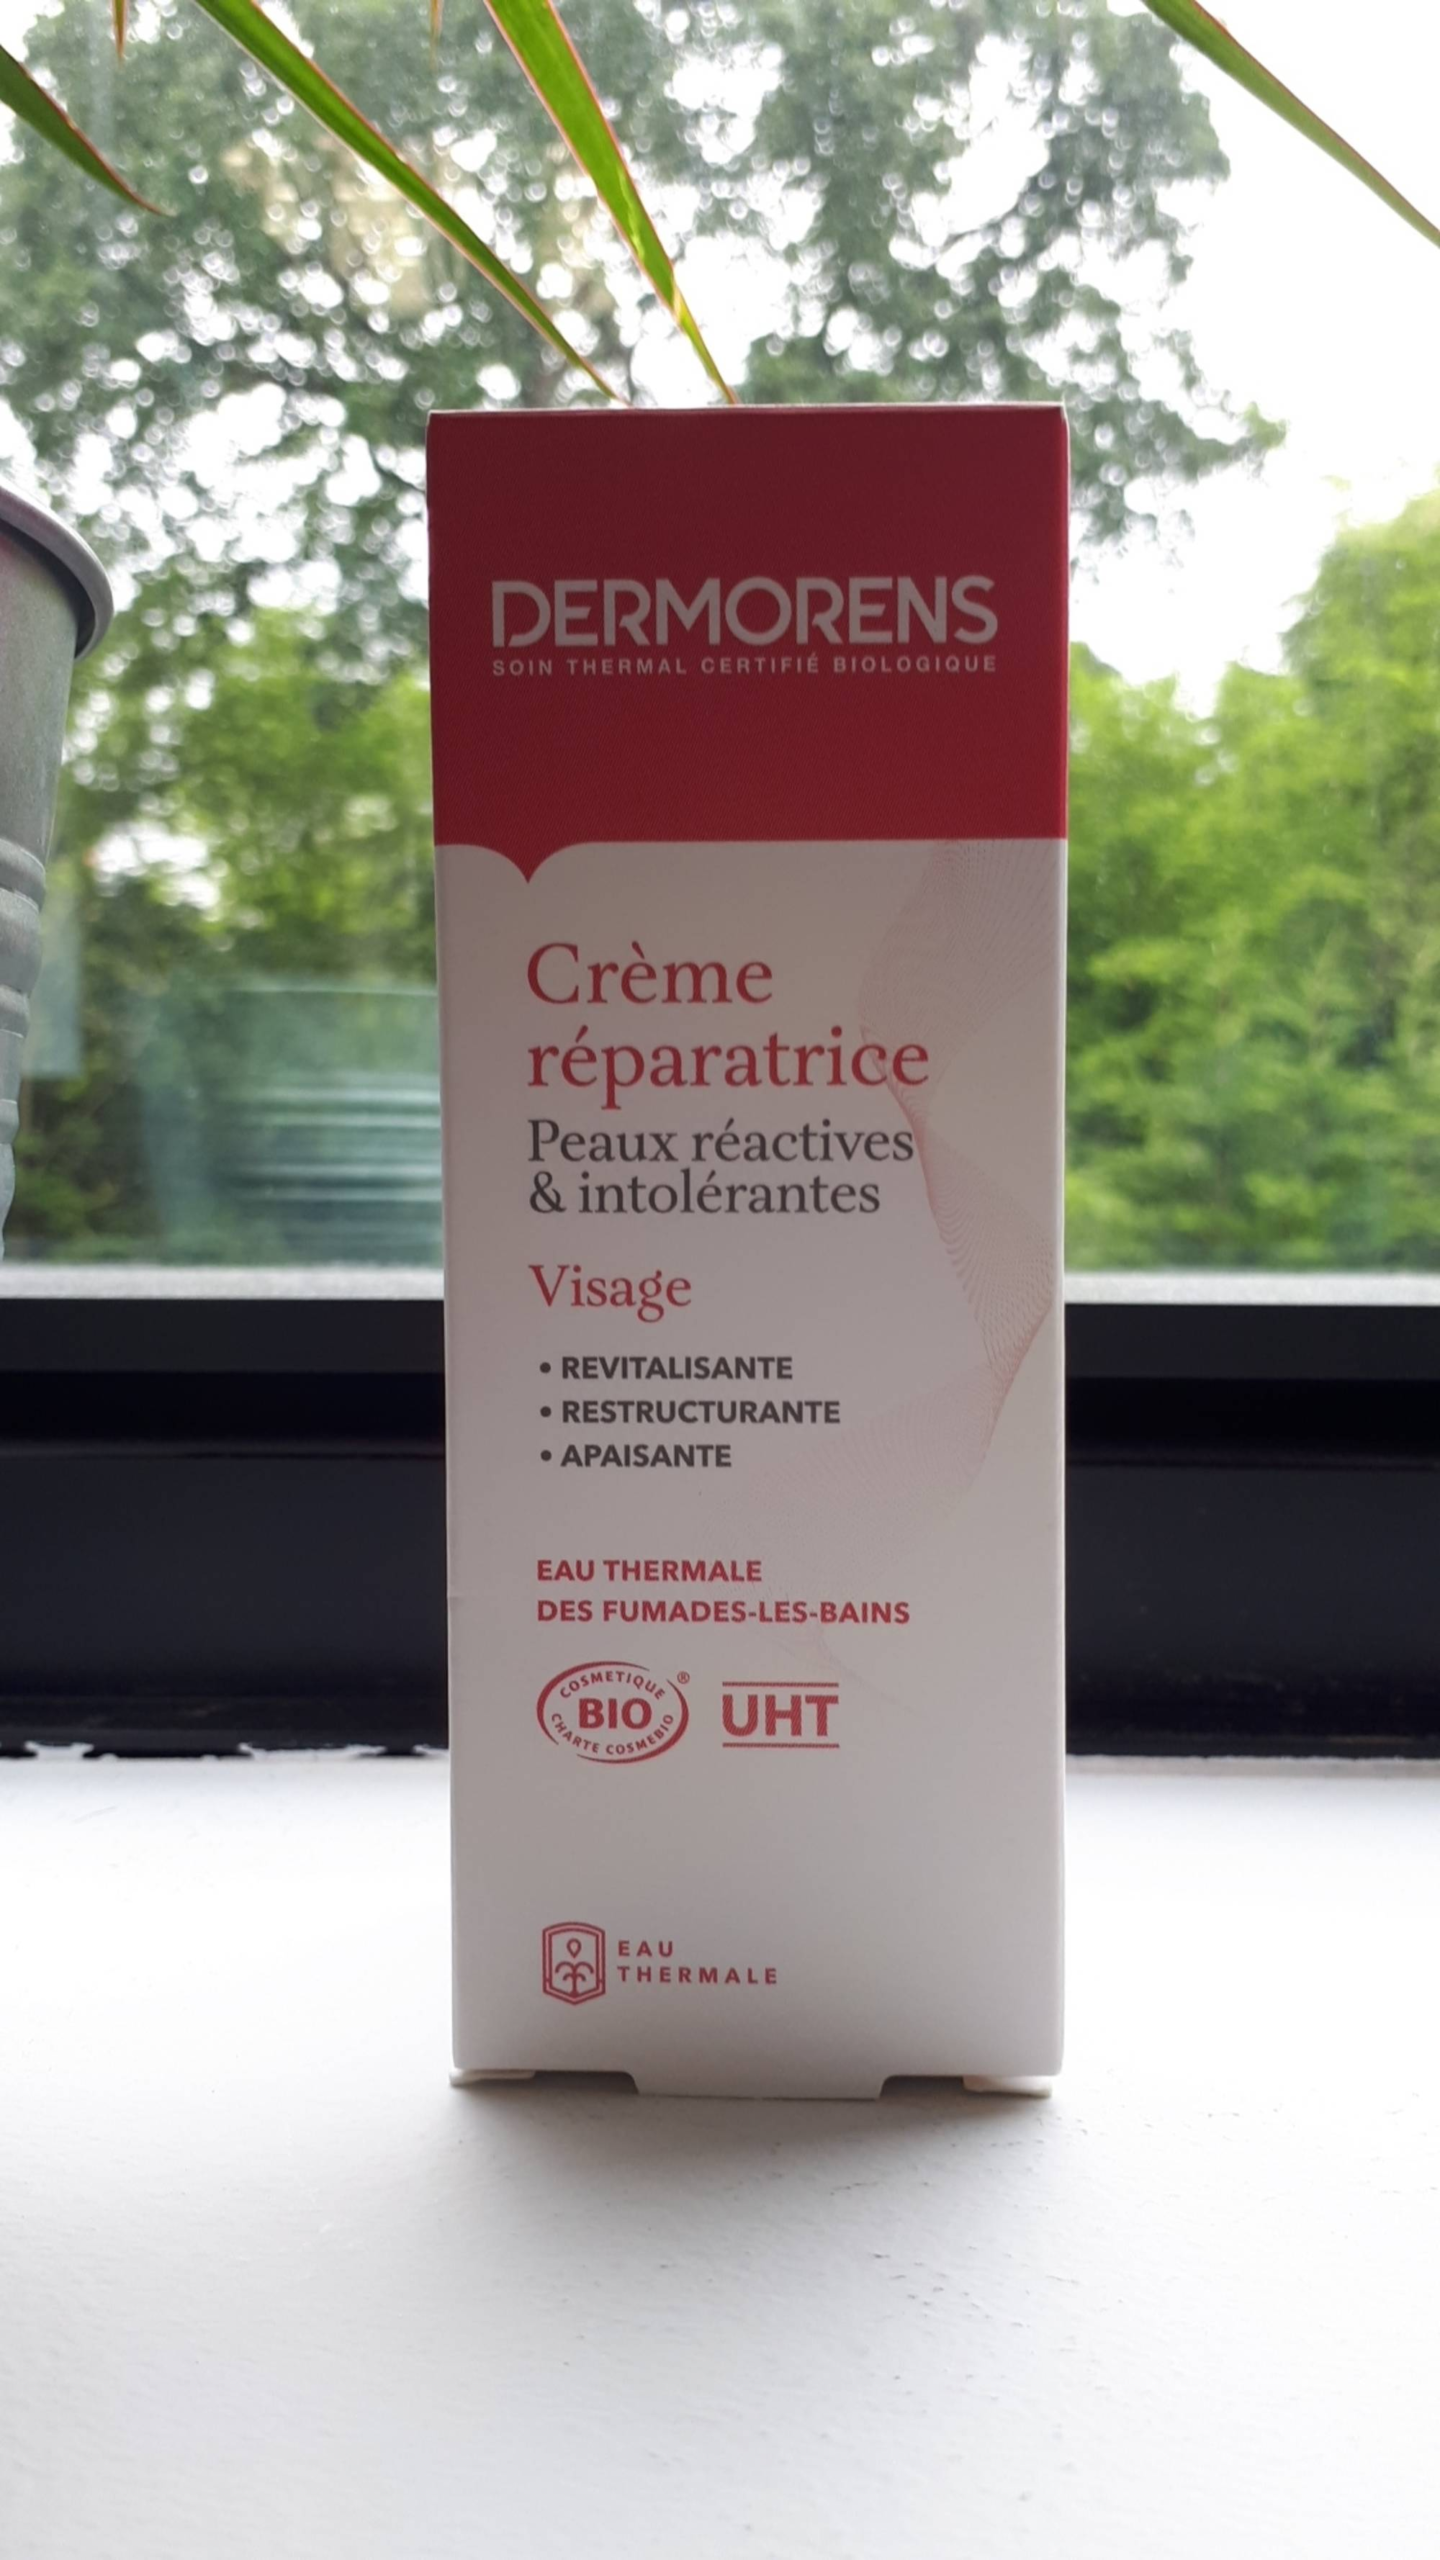 DERMORENS
SOIN THERMAL CERTIFIÉ BIOLOGIQUE
Crème
réparatrice
Peaux réactives
& intolérantes
Visage
• REVITALISANTE
• RESTRUCTURANTE
• APAISANTE
EAU THERMALE
DES FUMADES-LES-BAINS
COSMETIQUE ®
BIO
CHARTE COSMEBIO
UHT
EAU
THERMALE